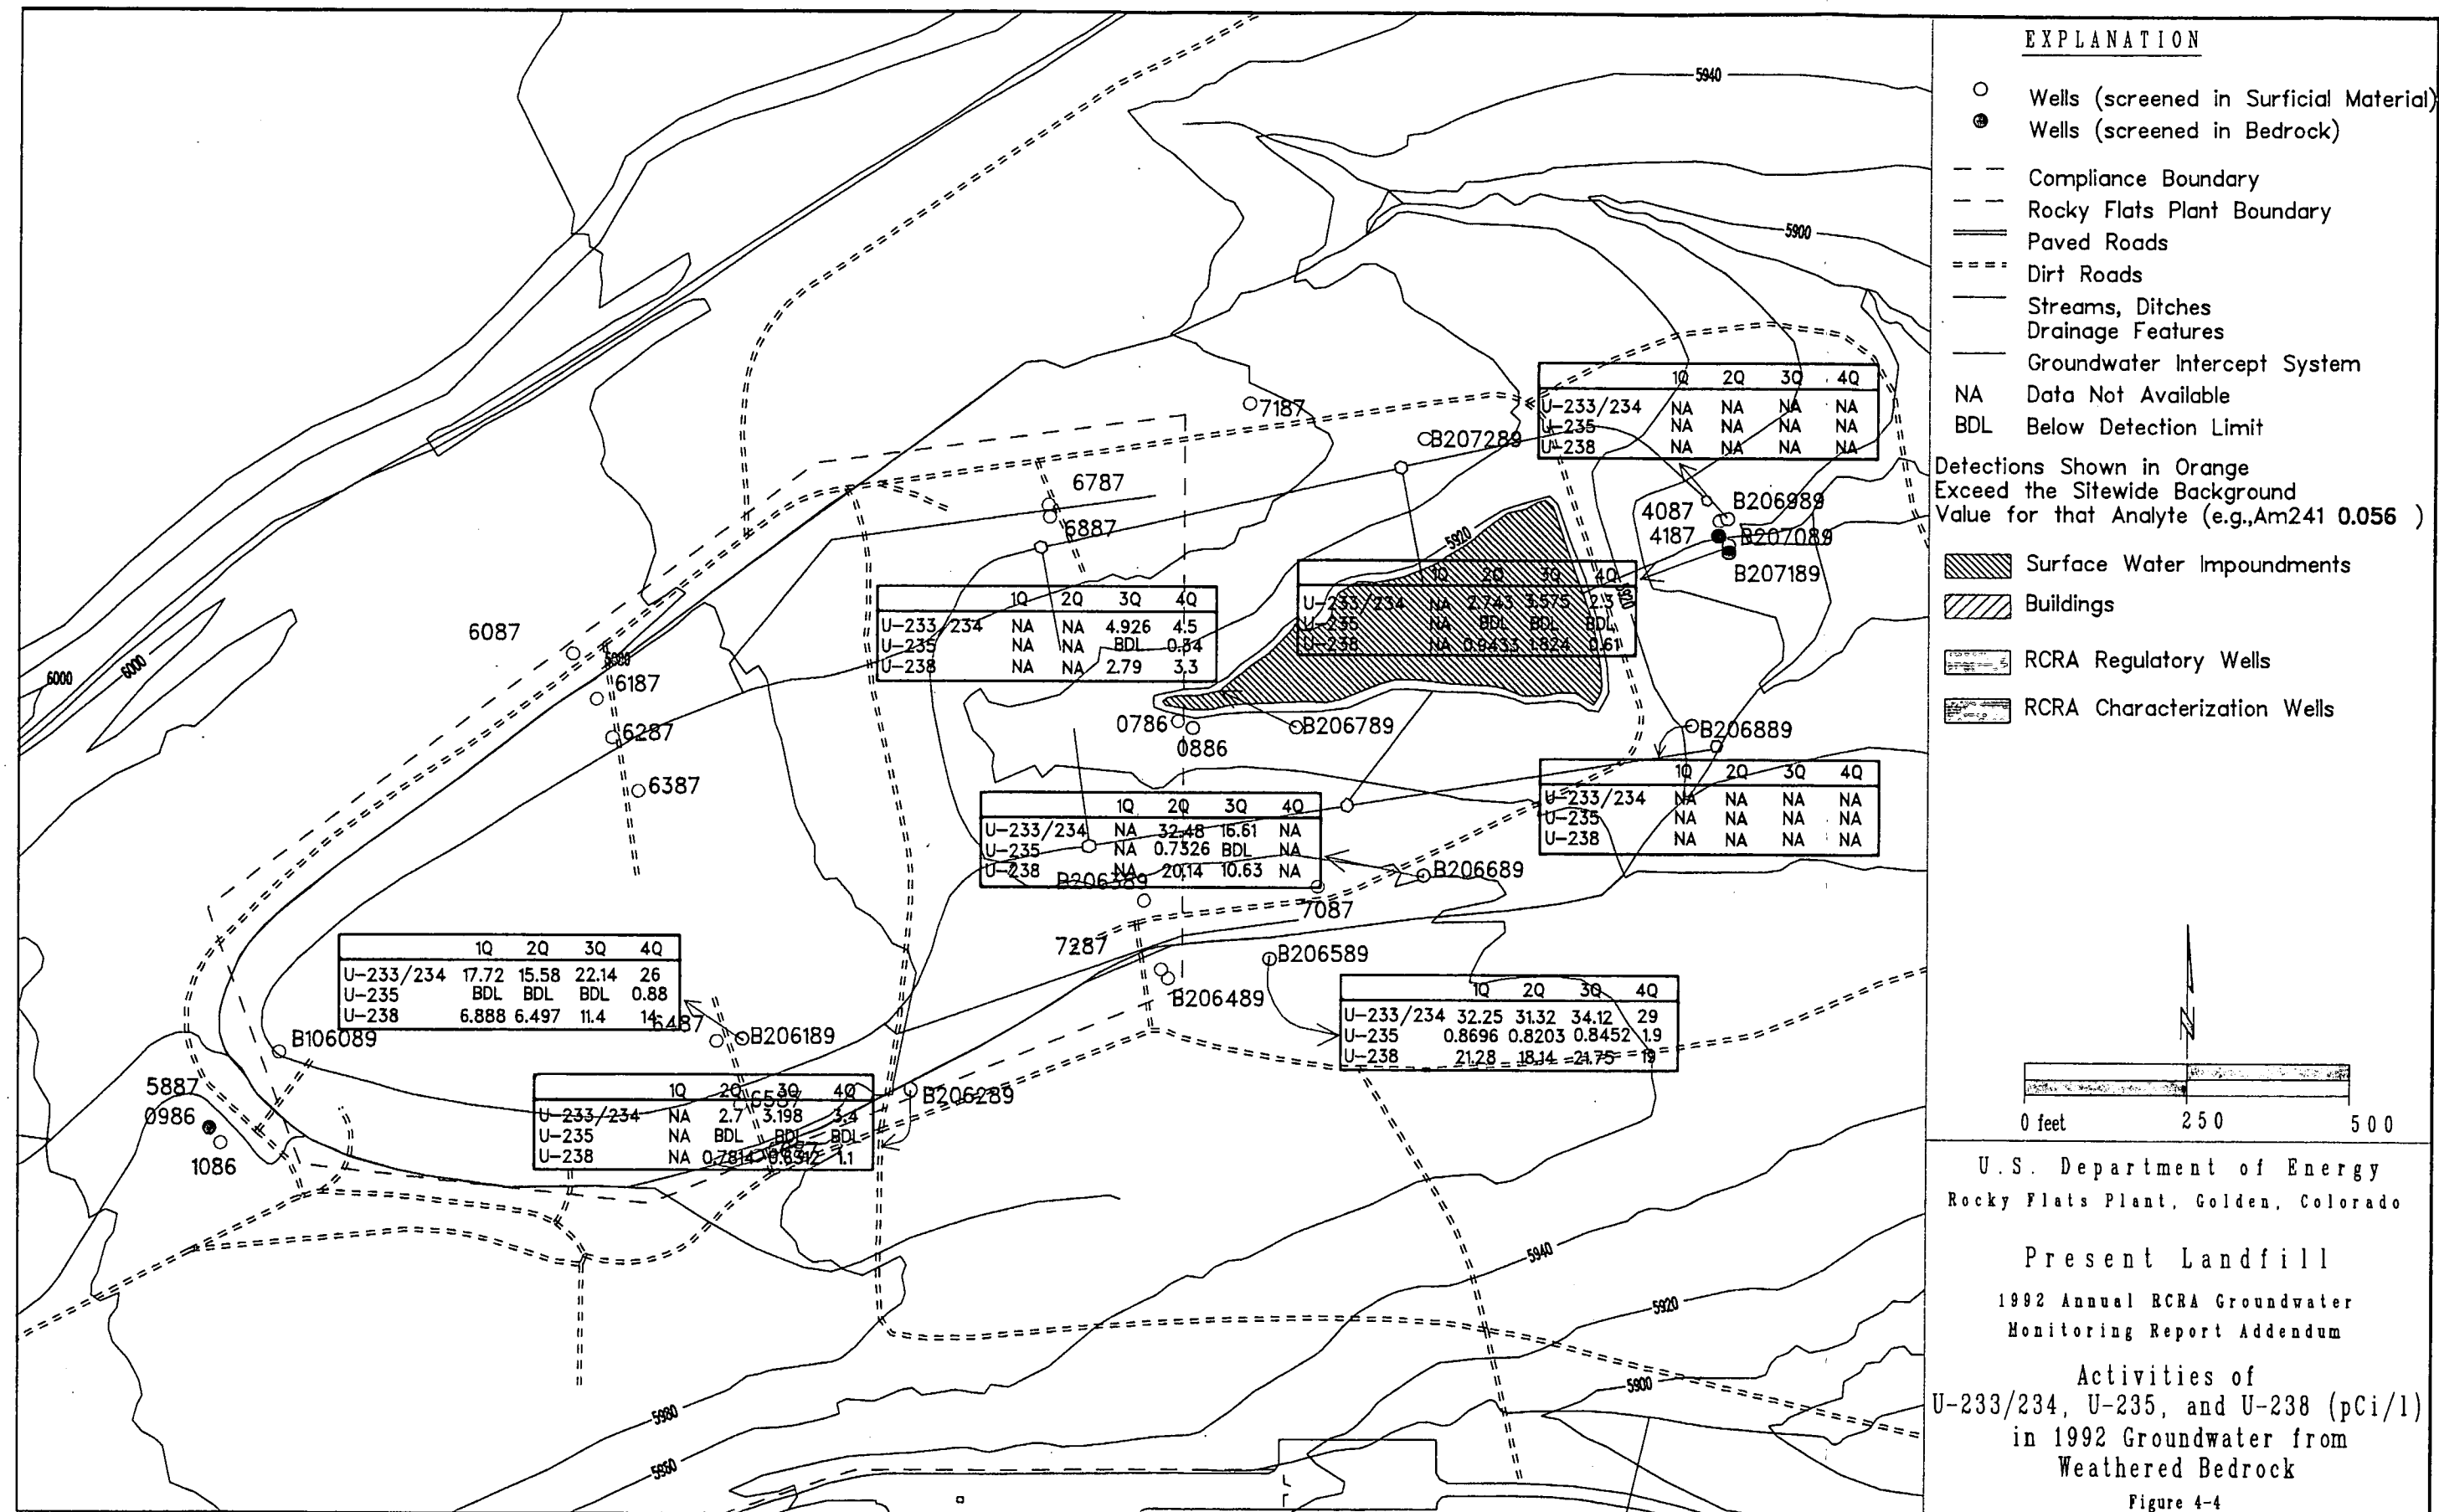 EXPLANATION
Wells (screened in Surficial Material)
Wells (screened in Bedrock)
Compliance Boundary
Rocky Flats Plant Boundary
Paved Roads
Dirt Roads
Streams, Ditches
Drainage Features
Groundwater Intercept System
NA Data Not Available
BDL Below Detection Limit
Detections Shown in Orange
Exceed the Sitewide Background
Value for that Analyte (e.g.,Am241 0.056 )
Surface Water Impoundments
Buildings
RCRA Regulatory Wells
RCRA Characterization Wells
0 feet 250 500
U.S. Department of Energy
Rocky Flats Plant, Golden, Colorado
Present Landfill
1992 Annual RCRA Groundwater
Monitoring Report Addendum
Activities of
U-233/234, U-235, and U-238 (pCi/l)
in 1992 Groundwater from
Weathered Bedrock
Figure 4-4
5940
5900
7187
B207289
1Q 2Q 3Q 4Q
U-233/234 NA NA NA NA
U-235 NA NA NA NA
U-238 NA NA NA NA
6787
6887
4087
B206989
4187
B207089
B207189
5920
5920
1Q 2Q 3Q 4Q
U-233/234 NA 2.743 3.575 2.3
U-235 NA BDL BDL BDL
U-238 NA 0.9433 1.824 0.61
1Q 2Q 3Q 4Q
U-233/234 NA NA 4.926 4.5
U-235 NA NA BDL 0.34
U-238 NA NA 2.79 3.3
6087
6000
6000
6187
6287
6387
0786
0886
B206789
B206889
1Q 2Q 3Q 4Q
U-233/234 NA NA NA NA
U-235 NA NA NA NA
U-238 NA NA NA NA
1Q 2Q 3Q 4Q
U-233/234 NA 32.48 16.61 NA
U-235 NA 0.7326 BDL NA
U-238 NA 20.14 10.63 NA
B206389
B206689
7087
7287
B206589
B206489
1Q 2Q 3Q 4Q
U-233/234 17.72 15.58 22.14 26
U-235 BDL BDL BDL 0.88
U-238 6.888 6.497 11.4 14
6487
B206189
B106089
1Q 2Q 3Q 4Q
U-233/234 32.25 31.32 34.12 29
U-235 0.8696 0.8203 0.8452 1.9
U-238 21.28 18.14 21.75 19
5887
0986
1086
6587
B206289
1Q 2Q 3Q 4Q
U-233/234 NA 2.7 3.198 3.4
U-235 NA BDL BDL BDL
U-238 NA 0.7814 1.1
5940
5920
5900
5980
5980